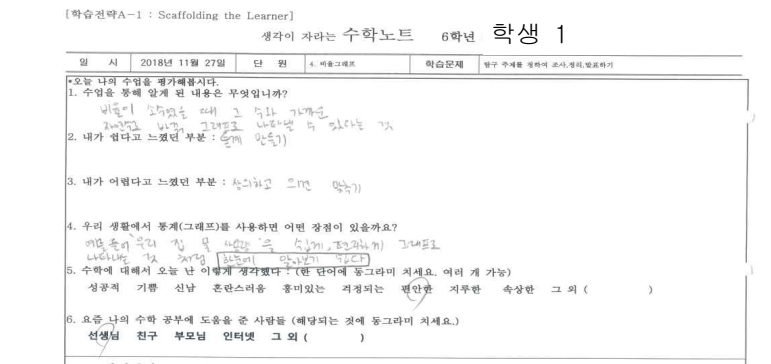 [학습전략A-1 : Scaffolding the Learner]
생각이 자라는 수학노트 6학년 학생 1
일 시 2018년 11월 27일 단 원 4. 비율그래프 학습문제 탐구 주제를 정하여 조사,정리,발표하기
*오늘 나의 수업을 평가해봅시다.
1. 수업을 통해 알게 된 내용은 무엇입니까?
비율이 소수였을 때 그 수와 가까운
자연수로 바꿔 그래프로 나타낼 수 있다는 것
2. 내가 쉽다고 느꼈던 부분 : 통계 만들기
3. 내가 어렵다고 느꼈던 부분 : 상의하고 의견 맞추기
4. 우리 생활에서 통계(그래프)를 사용하면 어떤 장점이 있을까요?
예를들어 '우리 집 물 사용량'을 쉽게, 편리하게 그래프로
나타내는 것 처럼 한눈에 알아보기 쉽다
5. 수학에 대해서 오늘 난 이렇게 생각했다 : (한 단어에 동그라미 치세요. 여러 개 가능)
성공적 기쁨 신남 혼란스러움 흥미있는 걱정되는 편안한 지루한 속상한 그 외 ( )
6. 요즘 나의 수학 공부에 도움을 준 사람들 (해당되는 것에 동그라미 치세요.)
선생님 친구 부모님 인터넷 그 외 ( )